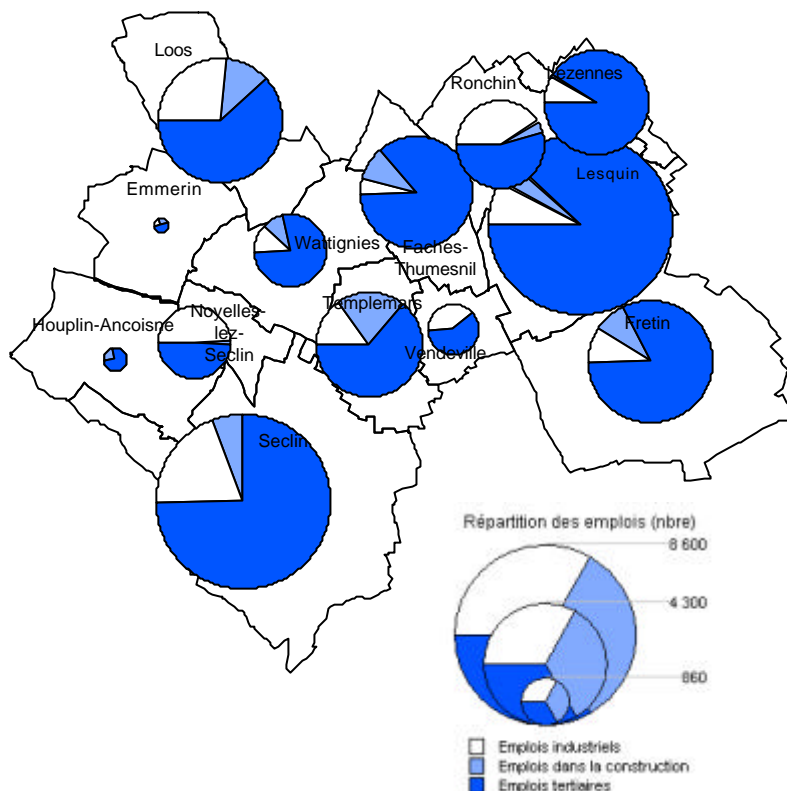 Loos
Ronchin
Lezennes
Lesquin
Emmerin
Wattignies
Faches-
Thumesnil
Houplin-Ancoisne
Noyelles-
lez-
Seclin
Templemars
Vendeville
Fretin
Seclin
Répartition des emplois (nbre)
8 600
4 300
860
Emplois industriels
Emplois dans la construction
Emplois tertiaires